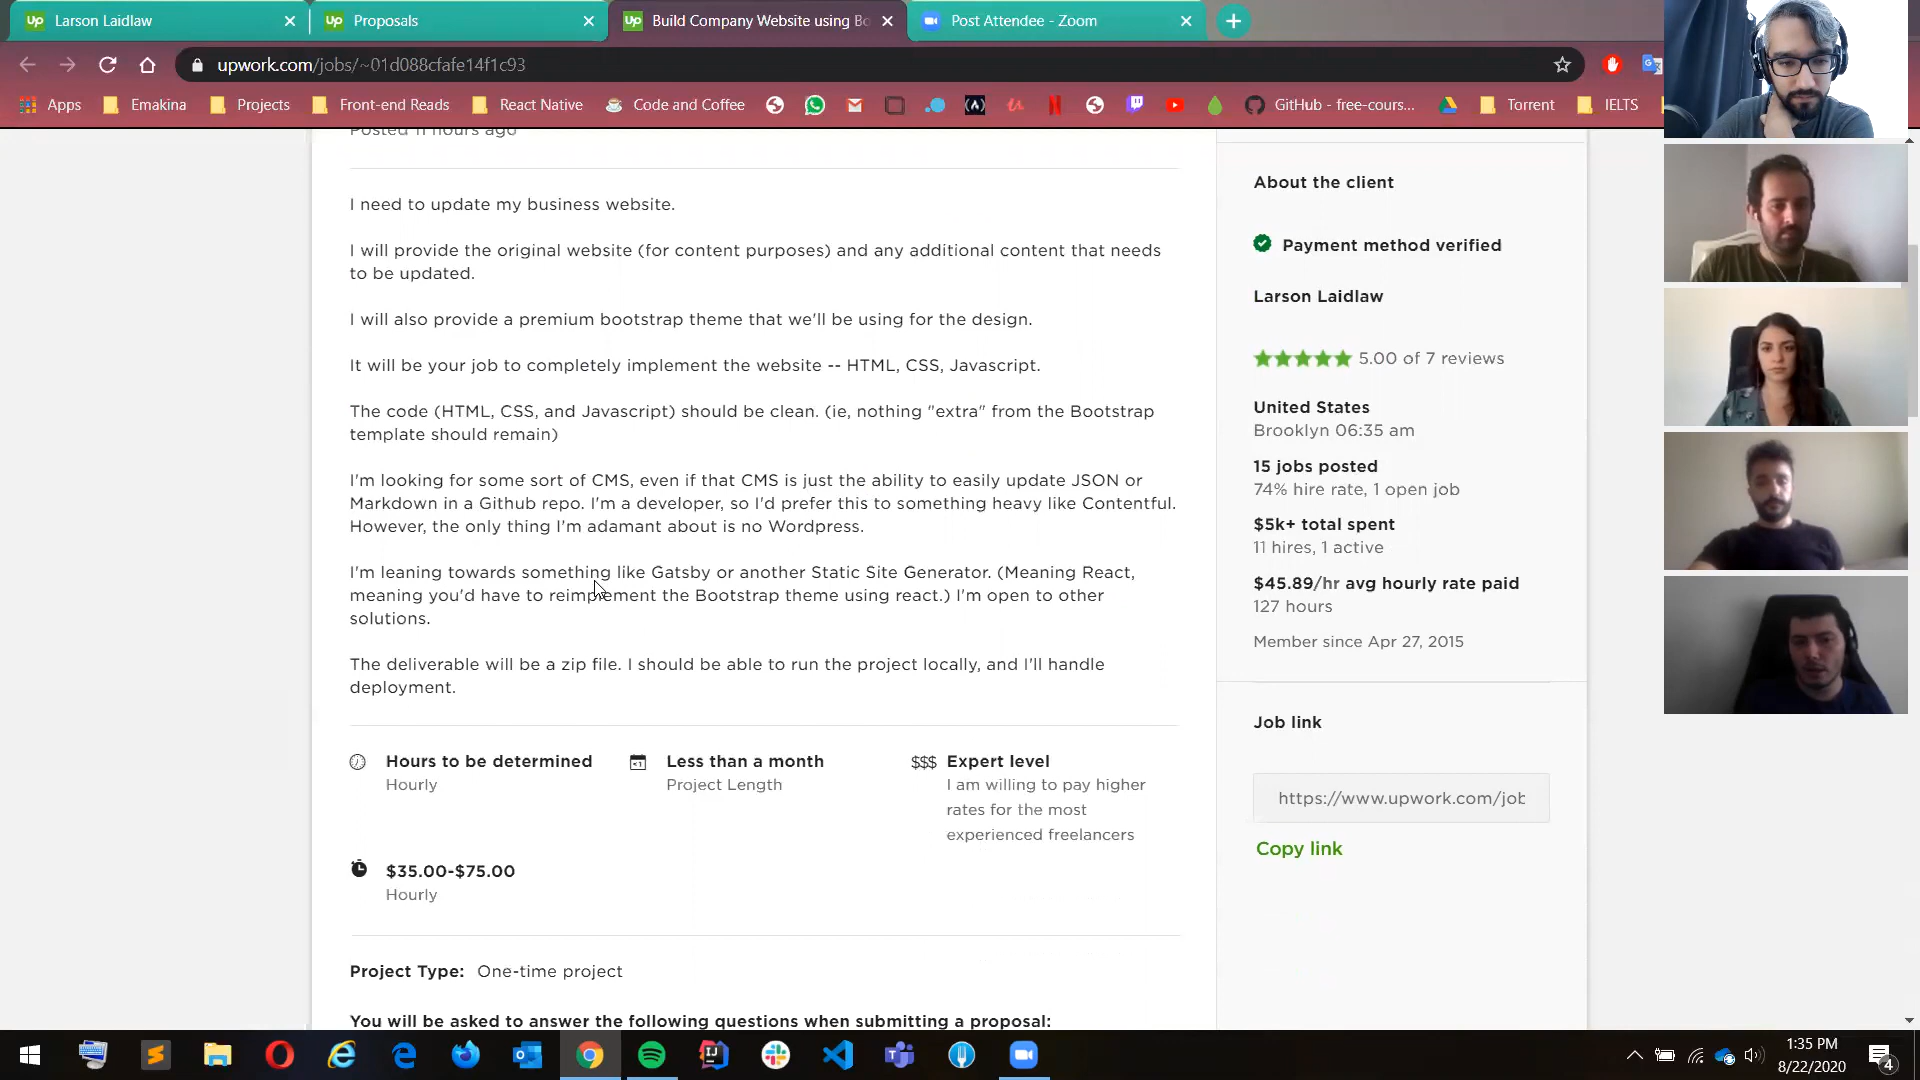 Larson Laidlaw
Proposals
Build Company Website using Bo
Post Attendee - Zoom
upwork.com/jobs/~01d088cfafe14f1c93
Apps
Emakina
Projects
Front-end Reads
React Native
Code and Coffee
GitHub - free-cours...
Torrent
IELTS
Posted 11 hours ago
I need to update my business website.
I will provide the original website (for content purposes) and any additional content that needs
to be updated.
I will also provide a premium bootstrap theme that we'll be using for the design.
It will be your job to completely implement the website -- HTML, CSS, Javascript.
The code (HTML, CSS, and Javascript) should be clean. (ie, nothing "extra" from the Bootstrap
template should remain)
I'm looking for some sort of CMS, even if that CMS is just the ability to easily update JSON or
Markdown in a Github repo. I'm a developer, so I'd prefer this to something heavy like Contentful.
However, the only thing I'm adamant about is no Wordpress.
I'm leaning towards something like Gatsby or another Static Site Generator. (Meaning React,
meaning you'd have to reimplement the Bootstrap theme using react.) I'm open to other
solutions.
The deliverable will be a zip file. I should be able to run the project locally, and I'll handle
deployment.
Hours to be determined
Hourly
Less than a month
Project Length
$$$ Expert level
I am willing to pay higher
rates for the most
experienced freelancers
$35.00-$75.00
Hourly
Project Type: One-time project
You will be asked to answer the following questions when submitting a proposal:
About the client
Payment method verified
Larson Laidlaw
5.00 of 7 reviews
United States
Brooklyn 06:35 am
15 jobs posted
74% hire rate, 1 open job
$5k+ total spent
11 hires, 1 active
$45.89/hr avg hourly rate paid
127 hours
Member since Apr 27, 2015
Job link
https://www.upwork.com/job
Copy link
1:35 PM
8/22/2020
4